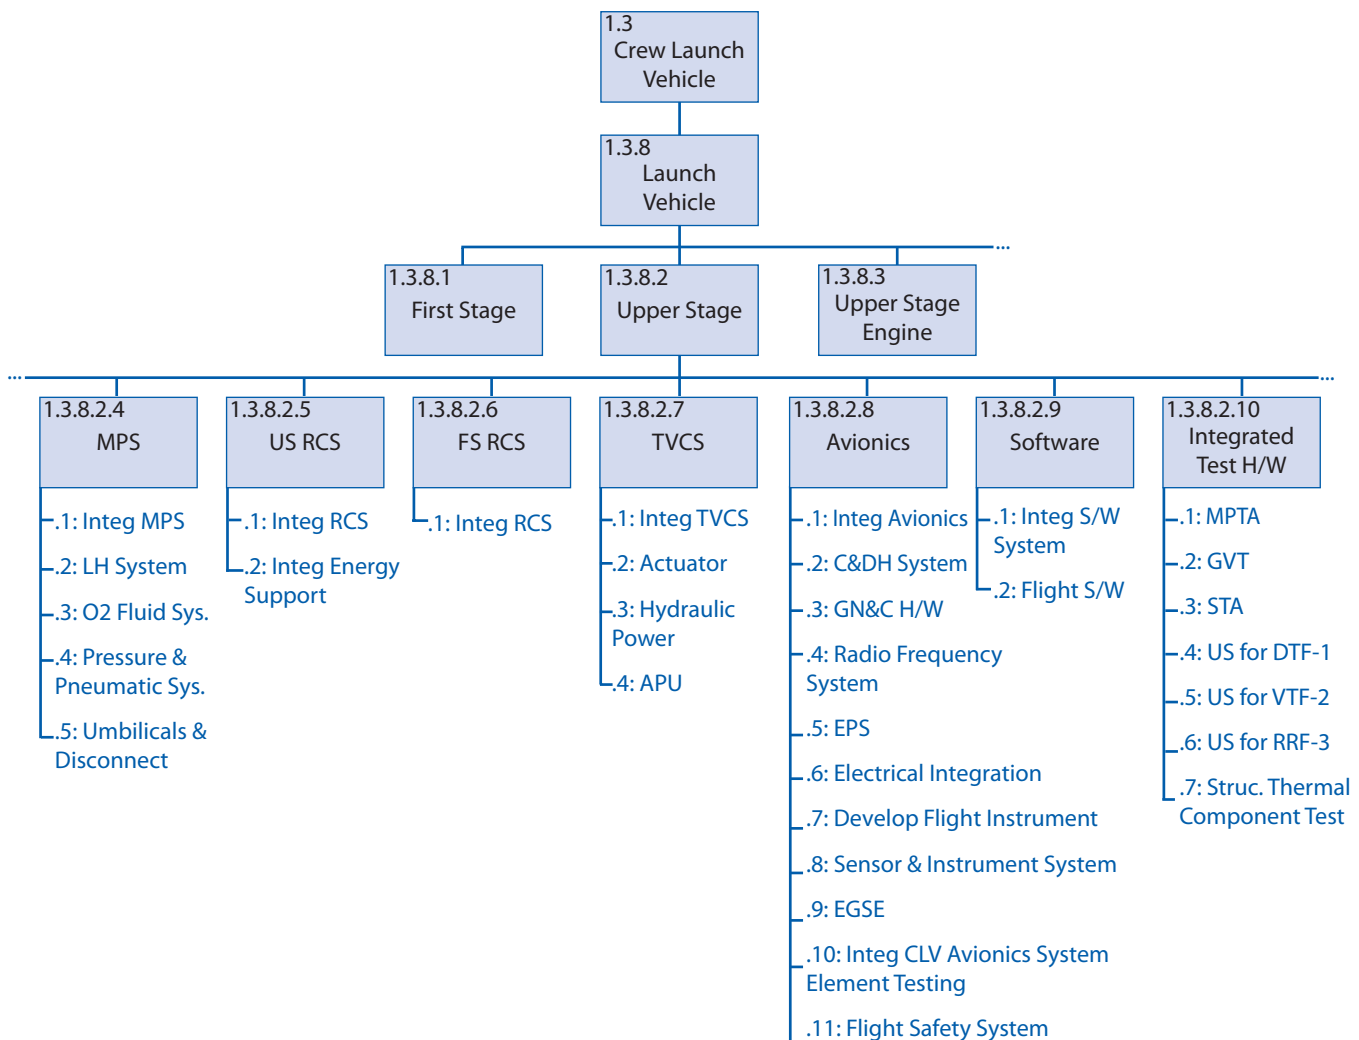 1.3
Crew Launch
Vehicle
1.3.8
Launch
Vehicle
...
1.3.8.1
First Stage
1.3.8.2
Upper Stage
1.3.8.3
Upper Stage
Engine
...
...
1.3.8.2.4
MPS
.1: Integ MPS
.2: LH System
.3: O2 Fluid Sys.
.4: Pressure &
Pneumatic Sys.
.5: Umbilicals &
Disconnect
1.3.8.2.5
US RCS
.1: Integ RCS
.2: Integ Energy
Support
1.3.8.2.6
FS RCS
.1: Integ RCS
1.3.8.2.7
TVCS
.1: Integ TVCS
.2: Actuator
.3: Hydraulic
Power
.4: APU
1.3.8.2.8
Avionics
.1: Integ Avionics
.2: C&DH System
.3: GN&C H/W
.4: Radio Frequency
System
.5: EPS
.6: Electrical Integration
.7: Develop Flight Instrument
.8: Sensor & Instrument System
.9: EGSE
.10: Integ CLV Avionics System
Element Testing
.11: Flight Safety System
1.3.8.2.9
Software
.1: Integ S/W
System
.2: Flight S/W
1.3.8.2.10
Integrated
Test H/W
.1: MPTA
.2: GVT
.3: STA
.4: US for DTF-1
.5: US for VTF-2
.6: US for RRF-3
.7: Struc. Thermal
Component Test